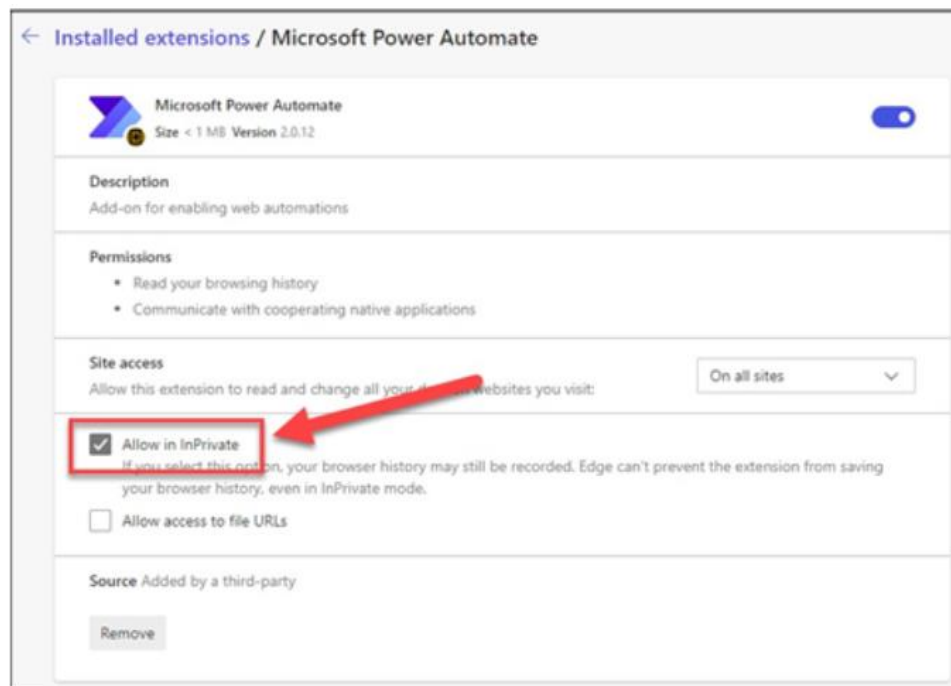 Installed extensions / Microsoft Power Automate
Microsoft Power Automate
Size < 1 MB Version 2.0.12
Description
Add-on for enabling web automations
Permissions
Read your browsing history
Communicate with cooperating native applications
Site access
Allow this extension to read and change all your websites you visit:
On all sites
Allow in InPrivate
If you select this option, your browser history may still be recorded. Edge can't prevent the extension from saving
your browser history, even in InPrivate mode.
Allow access to file URLs
Source Added by a third-party
Remove